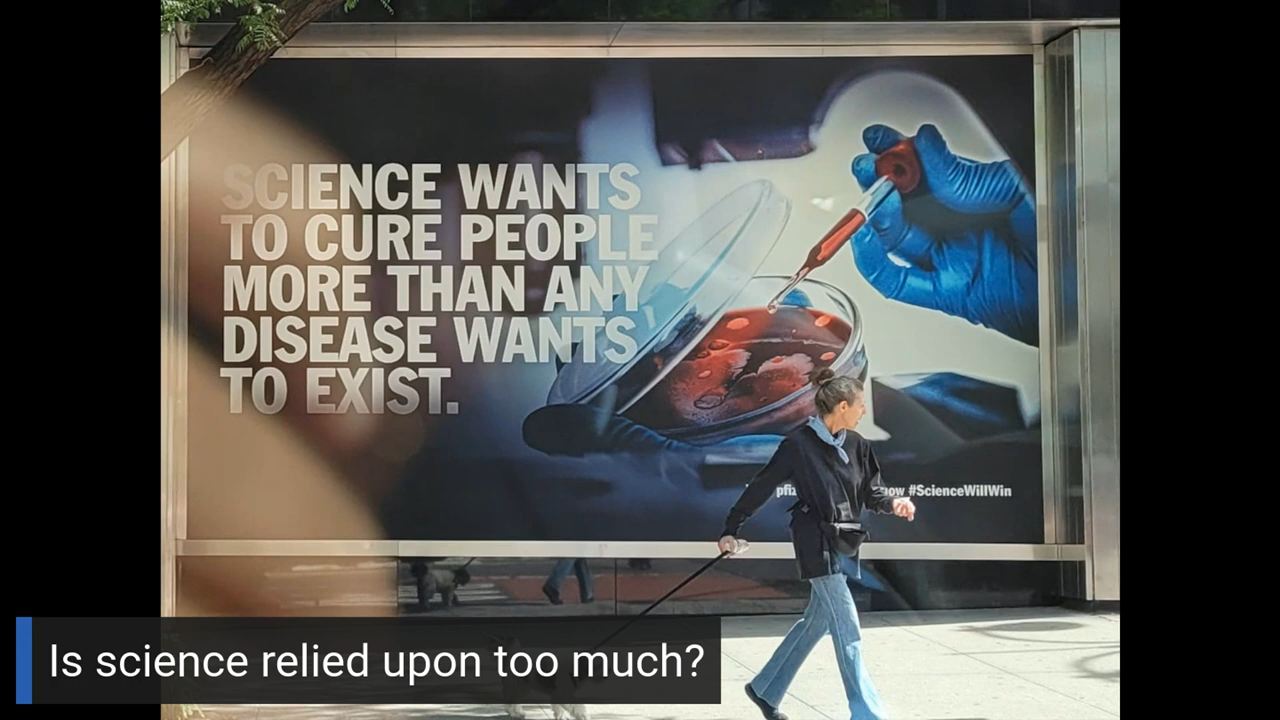 SCIENCE WANTS
TO CURE PEOPLE
MORE THAN ANY
DISEASE WANTS
TO EXIST.
#ScienceWillWin
Is science relied upon too much?